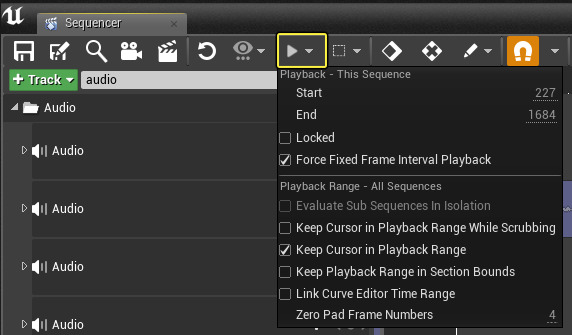 Sequencer
+ Track
audio
Audio
Audio
Audio
Audio
Audio
Playback - This Sequence
Start 227
End 1684
Locked
Force Fixed Frame Interval Playback
Playback Range - All Sequences
Evaluate Sub Sequences In Isolation
Keep Cursor in Playback Range While Scrubbing
Keep Cursor in Playback Range
Keep Playback Range in Section Bounds
Link Curve Editor Time Range
Zero Pad Frame Numbers 4